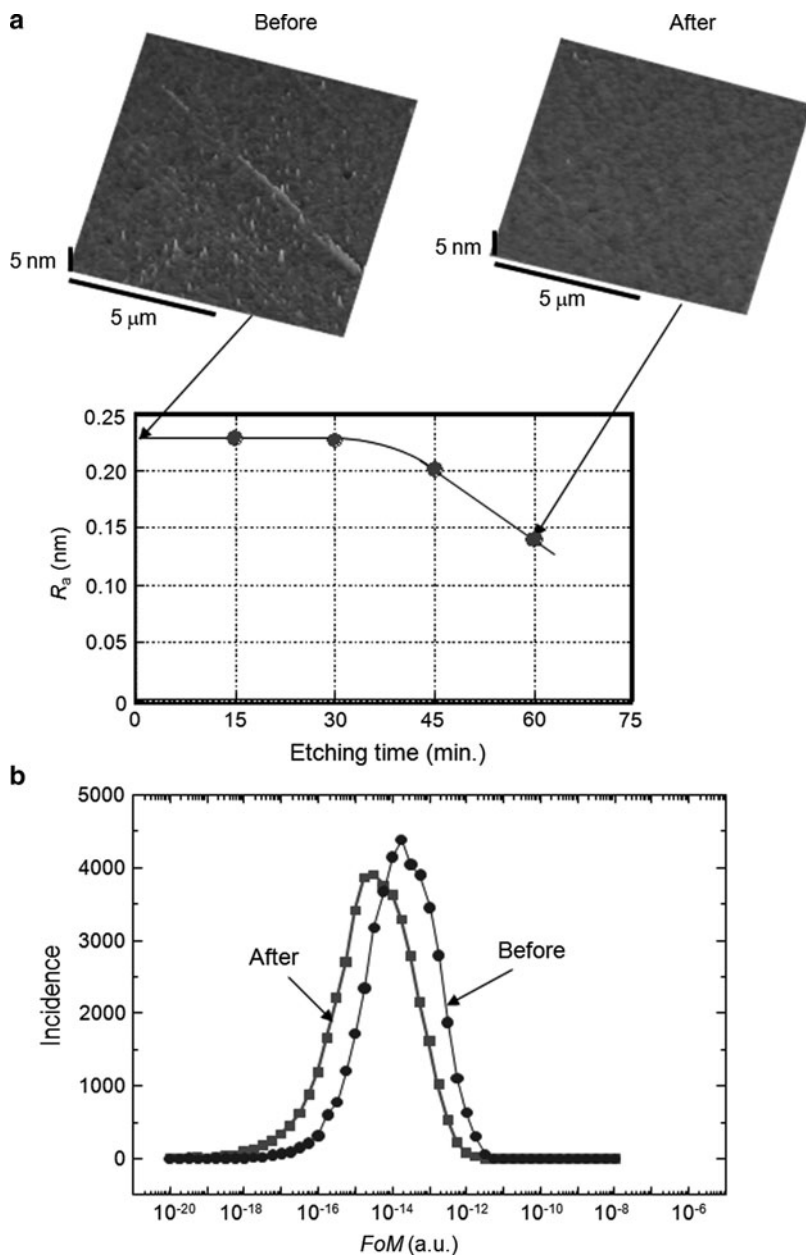 a
Before
After
5 nm
5 μm
5 nm
5 μm
0.25
0.20
0.15
0.10
0.05
0
R_a (nm)
0 15 30 45 60 75
Etching time (min.)
b
5000
4000
3000
2000
1000
0
Incidence
After
Before
10^-20 10^-18 10^-16 10^-14 10^-12 10^-10 10^-8 10^-6
FoM (a.u.)